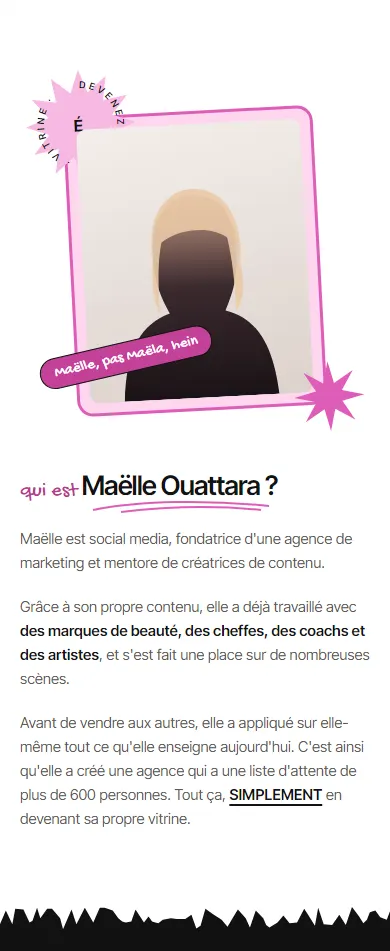 DEVENEZ
É
VITRINE
Maëlle, pas Maëla, hein
qui est Maëlle Ouattara ?
Maëlle est social media, fondatrice d'une agence de
marketing et mentore de créatrices de contenu.
Grâce à son propre contenu, elle a déjà travaillé avec
des marques de beauté, des cheffes, des coachs et
des artistes, et s'est fait une place sur de nombreuses
scènes.
Avant de vendre aux autres, elle a appliqué sur elle-
même tout ce qu'elle enseigne aujourd'hui. C'est ainsi
qu'elle a créé une agence qui a une liste d'attente de
plus de 600 personnes. Tout ça, SIMPLEMENT en
devenant sa propre vitrine.